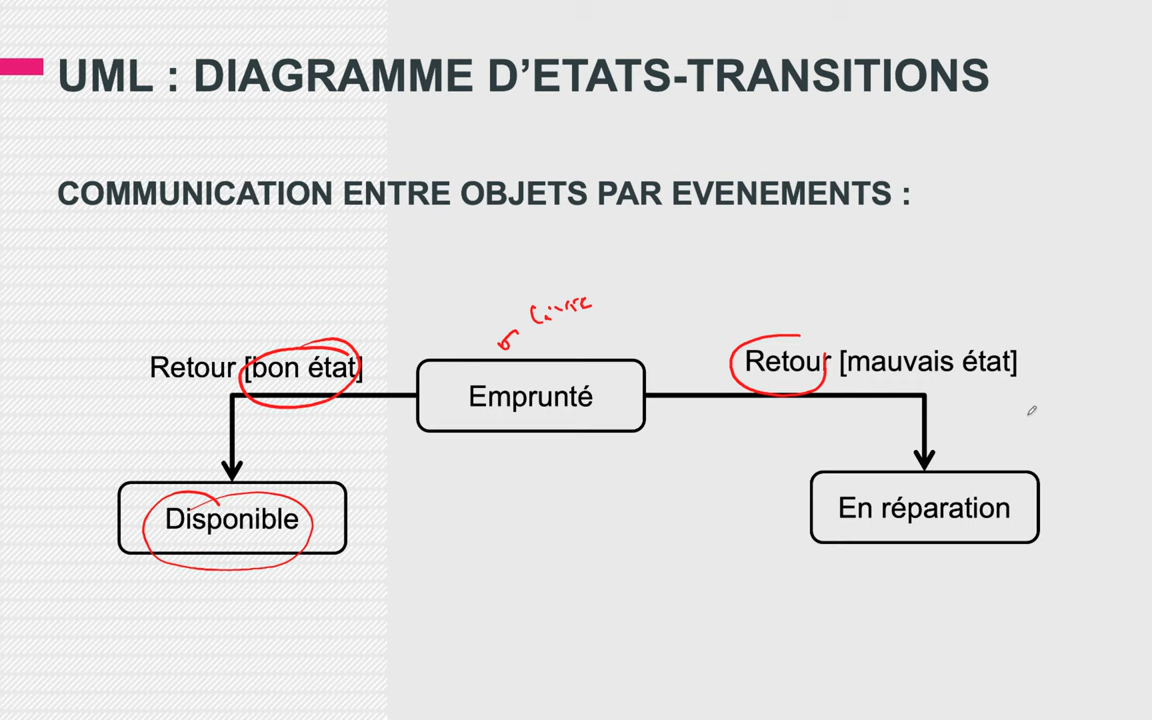 UML : DIAGRAMME D’ETATS-TRANSITIONS
COMMUNICATION ENTRE OBJETS PAR EVENEMENTS :
Livre
Retour [bon état]
Retour [mauvais état]
Emprunté
Disponible
En réparation